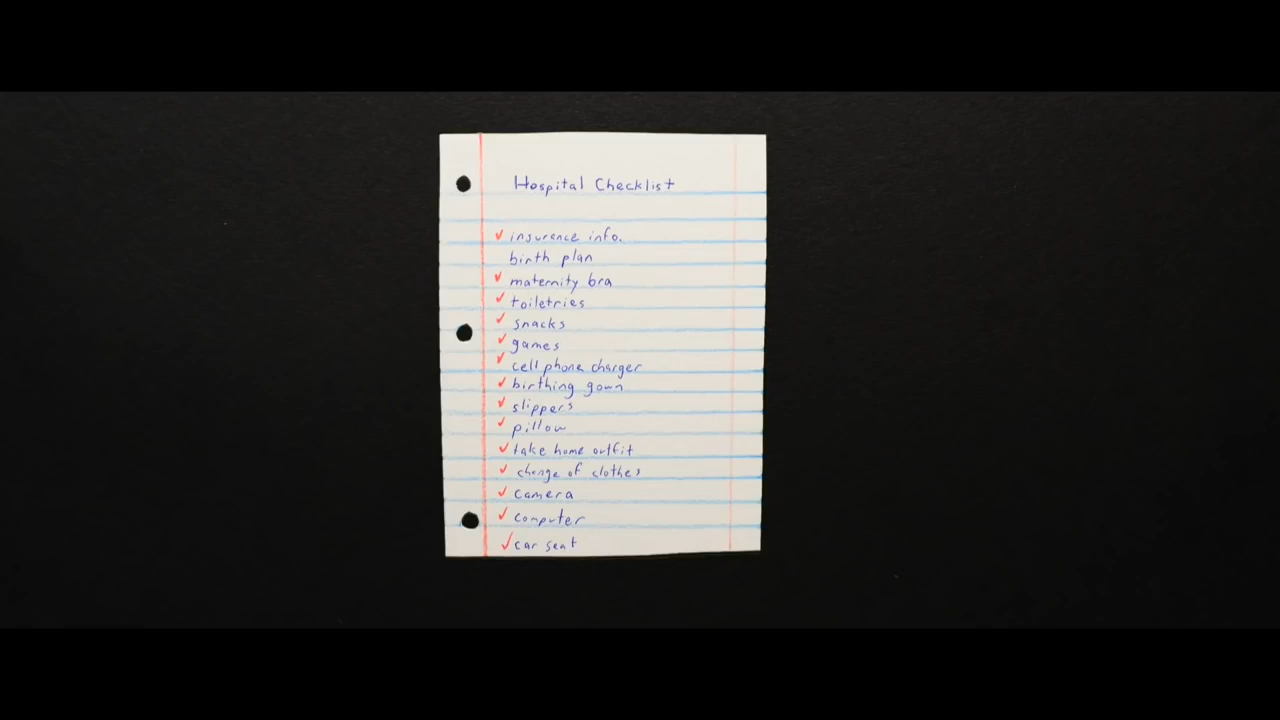 Hospital Checklist
✓ insurance info.
birth plan
✓ maternity bra
✓ toiletries
✓ snacks
✓ games
✓ cell phone charger
✓ birthing gown
✓ slippers
✓ pillow
✓ take home outfit
✓ change of clothes
✓ camera
✓ computer
✓ car seat